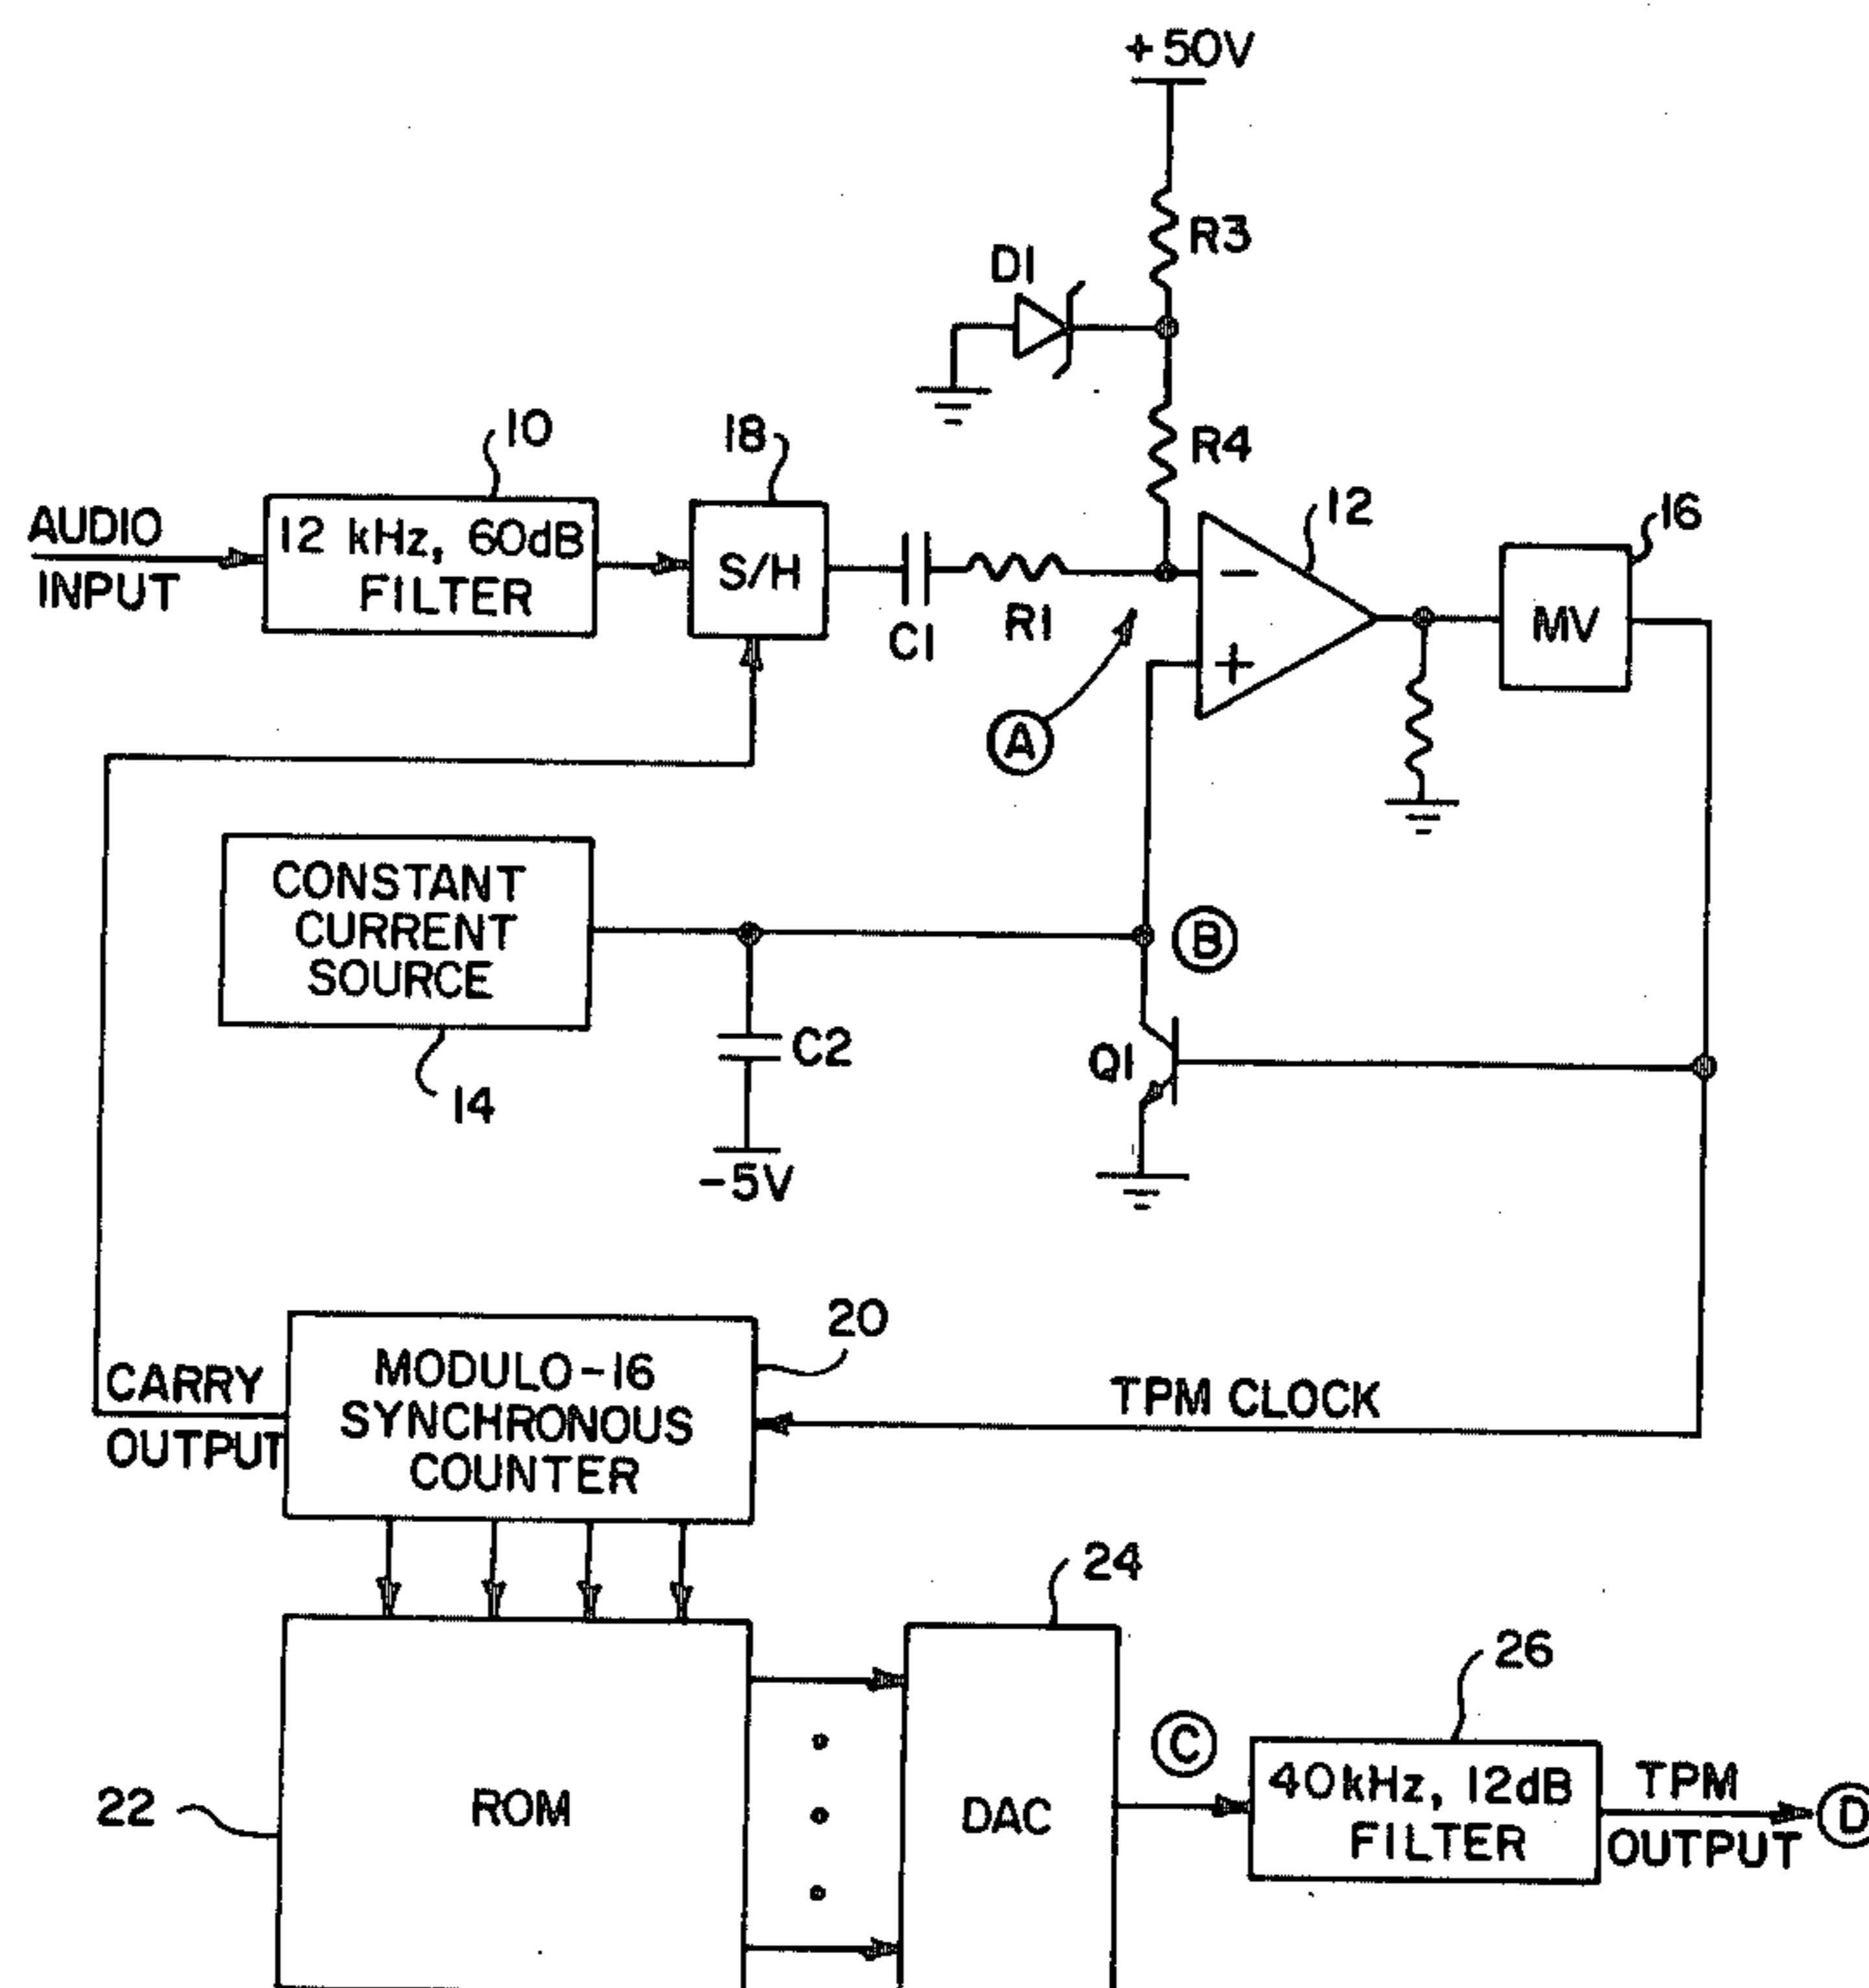 +50V
R3
D1
R4
10
18
12
16
AUDIO
INPUT
12 kHz, 60dB
FILTER
S/H
C1
R1
−
+
MV
A
CONSTANT
CURRENT
SOURCE
14
B
C2
-5V
Q1
20
CARRY
OUTPUT
MODULO-16
SYNCHRONOUS
COUNTER
TPM CLOCK
24
26
22
ROM
DAC
C
40kHz, 12dB
FILTER
TPM
OUTPUT
D